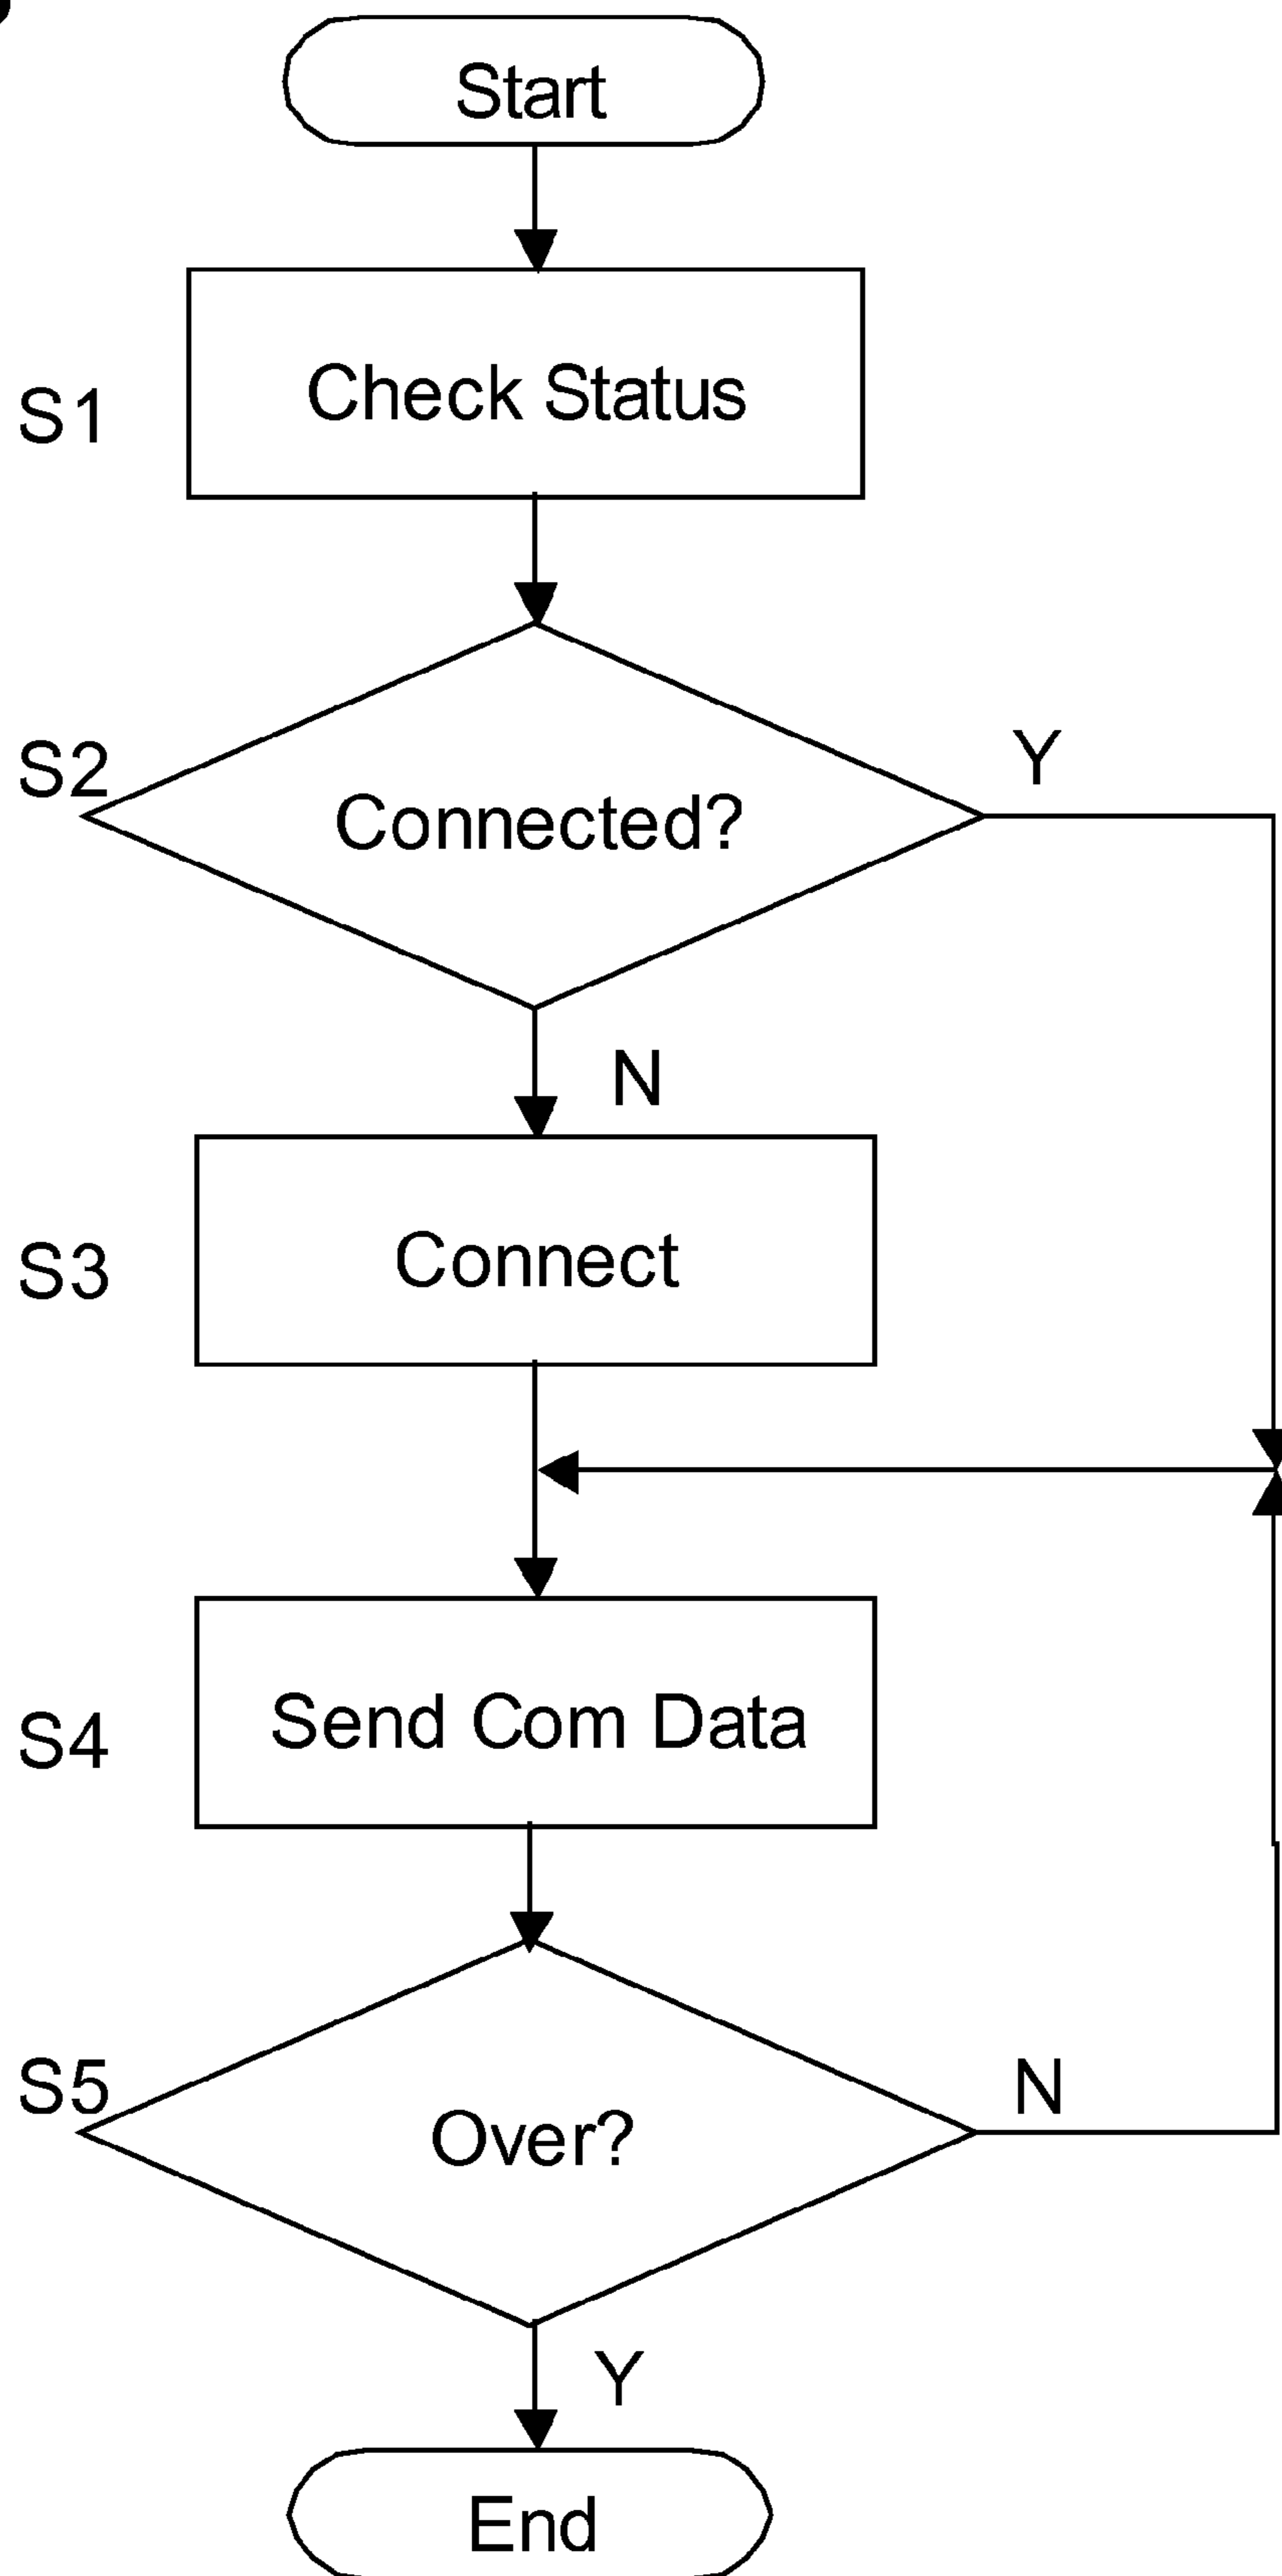 Start
S1
Check Status
S2
Connected?
Y
N
S3
Connect
S4
Send Com Data
S5
Over?
N
Y
End